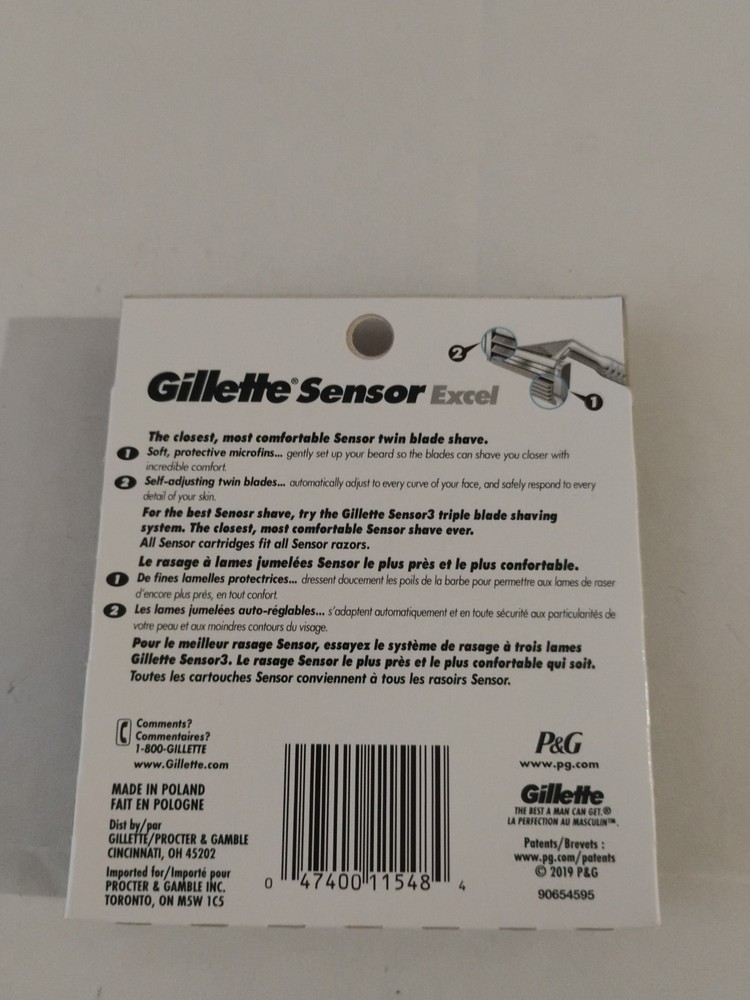 Gillette® Sensor Excel
2
1
The closest, most comfortable Sensor twin blade shave.
1 Soft, protective microfins... gently set up your beard so the blades can shave you closer with
incredible comfort.
2 Self-adjusting twin blades... automatically adjust to every curve of your face, and safely respond to every
detail of your skin.
For the best Senosr shave, try the Gillette Sensor3 triple blade shaving
system. The closest, most comfortable Sensor shave ever.
All Sensor cartridges fit all Sensor razors.
Le rasage à lames jumelées Sensor le plus près et le plus confortable.
1 De fines lamelles protectrices... dressent doucement les poils de la barbe pour permettre aux lames de raser
d'encore plus près, en tout confort.
2 Les lames jumelées auto-réglables... s'adaptent automatiquement et en toute sécurité aux particularités de
votre peau et aux moindres contours du visage.
Pour le meilleur rasage Sensor, essayez le système de rasage à trois lames
Gillette Sensor3. Le rasage Sensor le plus près et le plus confortable qui soit.
Toutes les cartouches Sensor conviennent à tous les rasoirs Sensor.
Comments?
Commentaires?
1-800-GILLETTE
www.Gillette.com
MADE IN POLAND
FAIT EN POLOGNE
Dist by/par
GILLETTE/PROCTER & GAMBLE
CINCINNATI, OH 45202
Imported for/Importé pour
PROCTER & GAMBLE INC.
TORONTO, ON M5W 1C5
0 47400 11548 4
P&G
www.pg.com
Gillette
THE BEST A MAN CAN GET.®
LA PERFECTION AU MASCULIN™.
Patents/Brevets :
www.pg.com/patents
© 2019 P&G
90654595